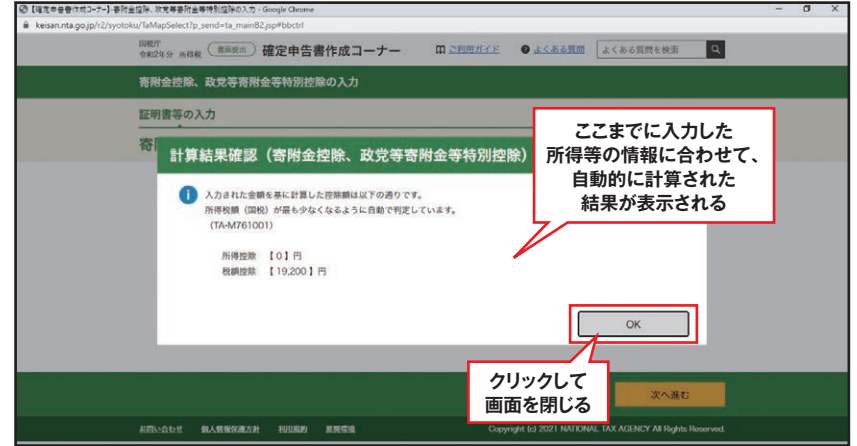 【確定申告書作成コーナー】-寄附金控除、政党等寄附金等特別控除の入力 - Google Chrome
keisan.nta.go.jp/r2/syotoku/TaMapSelect?p_send=ta_mainB2.jsp#bbctrl
国税庁
令和2年分 所得税 書面提出 確定申告書作成コーナー ご利用ガイド よくある質問 よくある質問を検索
寄附金控除、政党等寄附金等特別控除の入力
証明書等の入力
寄
計算結果確認（寄附金控除、政党等寄附金等特別控除）
入力された金額を基に計算した控除額は以下の通りです。
所得税額（国税）が最も少なくなるように自動で判定しています。
(TA-M761001)
所得控除 【 0 】円
税額控除 【 19,200 】円
ここまでに入力した
所得等の情報に合わせて、
自動的に計算された
結果が表示される
OK
クリックして
画面を閉じる
次へ進む
お問い合わせ 個人情報保護方針 利用規約 推奨環境 Copyright (c) 2021 NATIONAL TAX AGENCY All Rights Reserved.